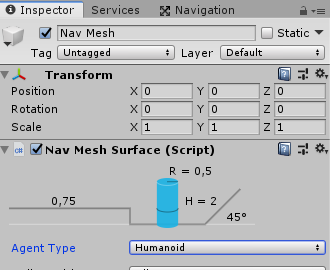 Inspector Services Navigation
Nav Mesh Static
Tag Untagged Layer Default
Transform
Position X 0 Y 0 Z 0
Rotation X 0 Y 0 Z 0
Scale X 1 Y 1 Z 1
Nav Mesh Surface (Script)
R = 0,5
0,75 H = 2
45°
Agent Type Humanoid